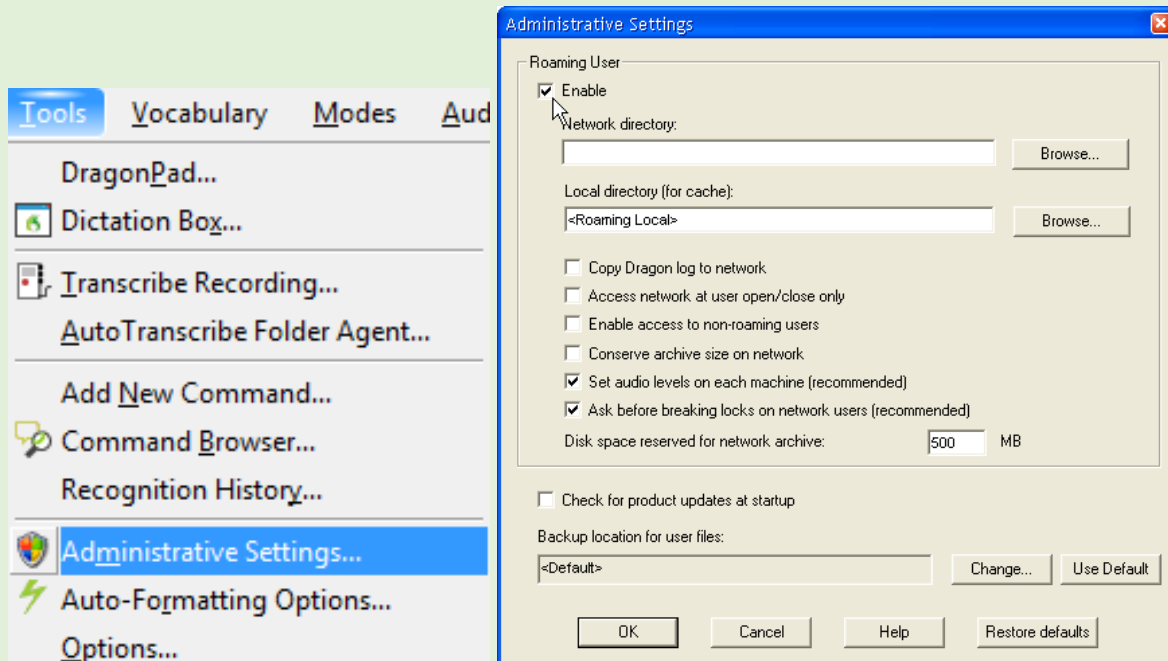 Tools Vocabulary Modes Aud
DragonPad...
Dictation Box...
Transcribe Recording...
AutoTranscribe Folder Agent...
Add New Command...
Command Browser...
Recognition History...
Administrative Settings...
Auto-Formatting Options...
Options...
Administrative Settings
Roaming User
Enable
Network directory:
Browse...
Local directory (for cache):
<Roaming Local>
Browse...
Copy Dragon log to network
Access network at user open/close only
Enable access to non-roaming users
Conserve archive size on network
Set audio levels on each machine (recommended)
Ask before breaking locks on network users (recommended)
Disk space reserved for network archive: 500 MB
Check for product updates at startup
Backup location for user files:
<Default> Change... Use Default
OK Cancel Help Restore defaults